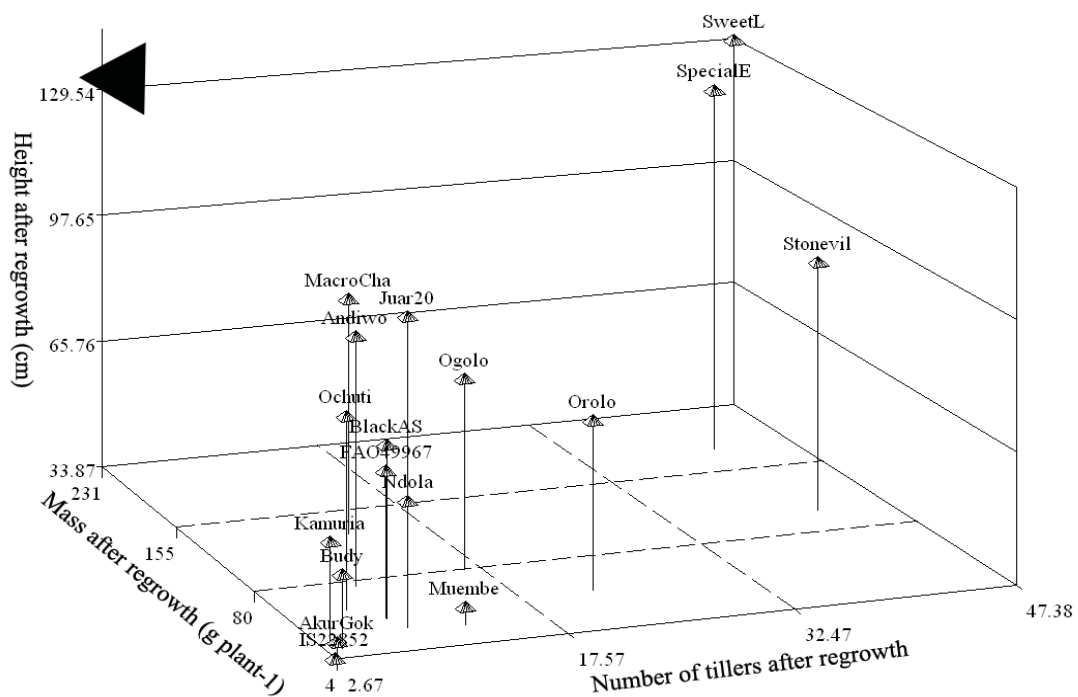 SweetL
SpecialE
129.54
Height after regrowth (cm)
97.65
Stonevil
MacroCha
Juar20
Andiwo
65.76
Ogolo
Ochuti
Orolo
BlackAS
FAO49967
33.87
Ndola
231
Mass after regrowth (g plant-1)
Kamuria
155
Budy
Muembe
80
AkurGok
IS23852
47.38
32.47
17.57
Number of tillers after regrowth
4 2.67